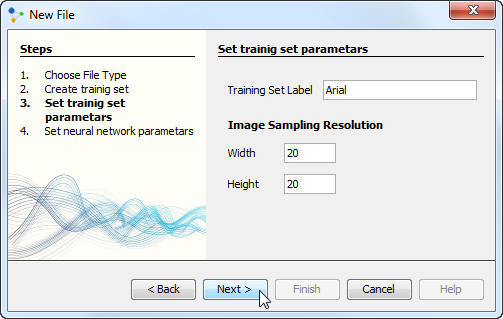 New File
Steps
1. Choose File Type
2. Create trainig set
3. Set trainig set
parametars
4. Set neural network parametars
Set trainig set parametars
Training Set Label Arial
Image Sampling Resolution
Width 20
Height 20
< Back Next > Finish Cancel Help